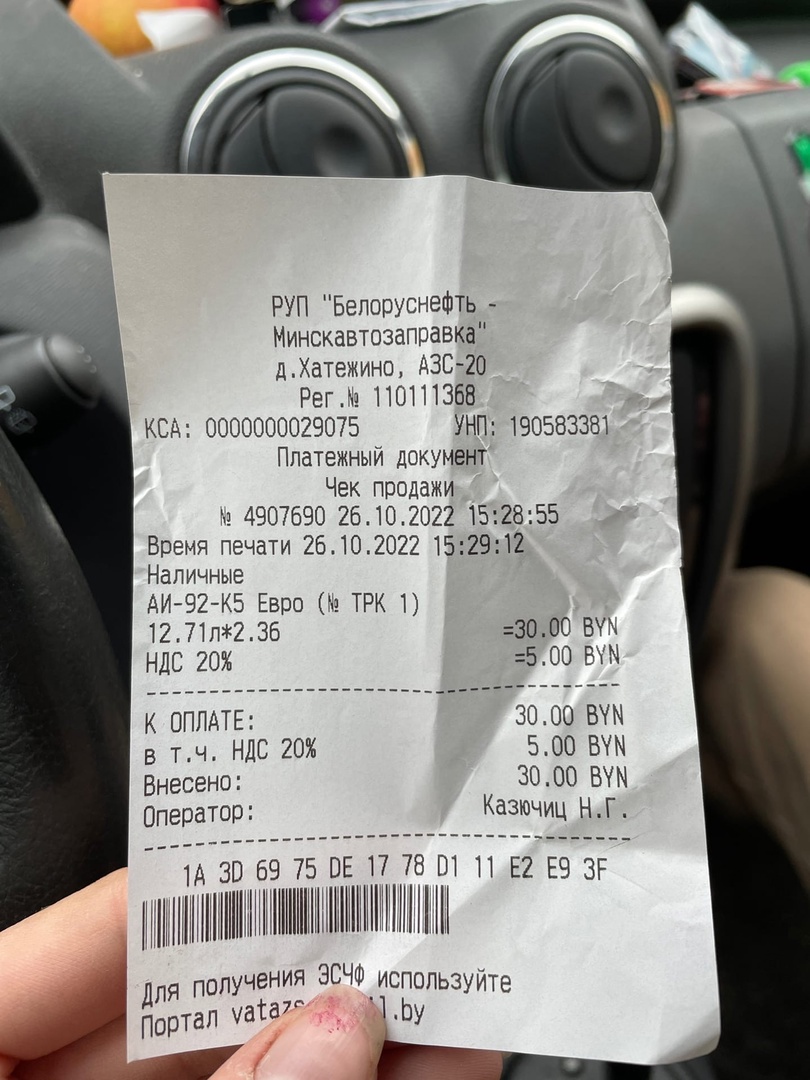 РУП "Белоруснефть -
Минскавтозаправка"
д.Хатежино, АЗС-20
Рег.№ 110111368
КСА: 0000000029075 УНП: 190583381
Платежный документ
Чек продажи
№ 4907690 26.10.2022 15:28:55
Время печати 26.10.2022 15:29:12
Наличные
АИ-92-К5 Евро (№ ТРК 1)
12.71л*2.36 =30.00 BYN
НДС 20% =5.00 BYN
К ОПЛАТЕ: 30.00 BYN
в т.ч. НДС 20% 5.00 BYN
Внесено: 30.00 BYN
Оператор: Казючиц Н.Г.
1A 3D 69 75 DE 17 78 D1 11 E2 E9 3F
Для получения ЭСЧФ используйте
Портал